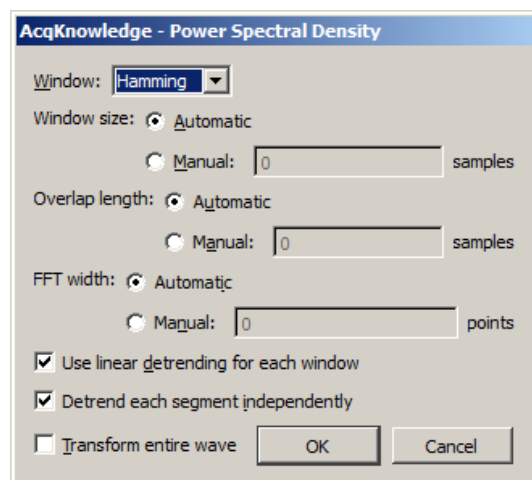 AcqKnowledge - Power Spectral Density
Window: Hamming
Window size: Automatic
Manual: 0 samples
Overlap length: Automatic
Manual: 0 samples
FFT width: Automatic
Manual: 0 points
Use linear detrending for each window
Detrend each segment independently
Transform entire wave OK Cancel